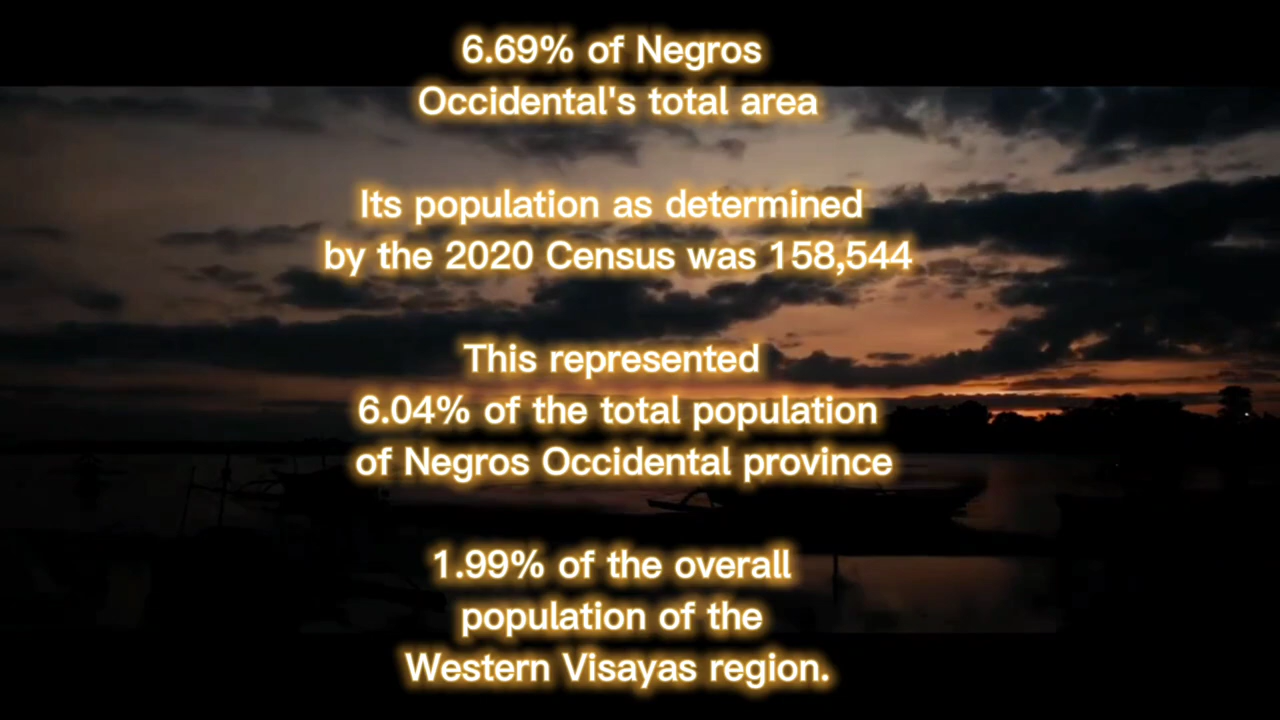 6.69% of Negros
Occidental's total area
Its population as determined
by the 2020 Census was 158,544
This represented
6.04% of the total population
of Negros Occidental province
1.99% of the overall
population of the
Western Visayas region.